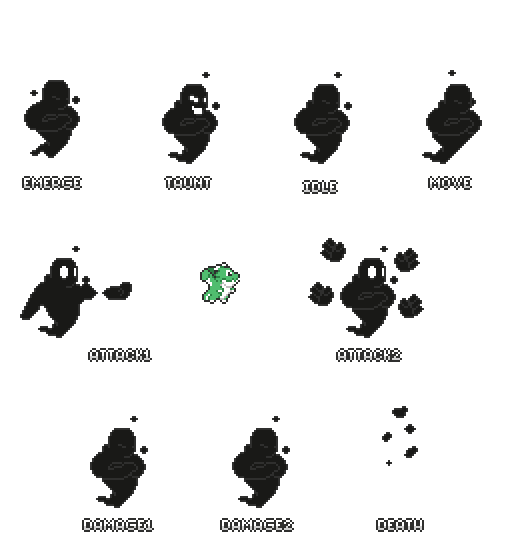 EMERGE
TAUNT
IDLE
MOVE
ATTACK1
ATTACK2
DAMAGE1
DAMAGE2
DEATH